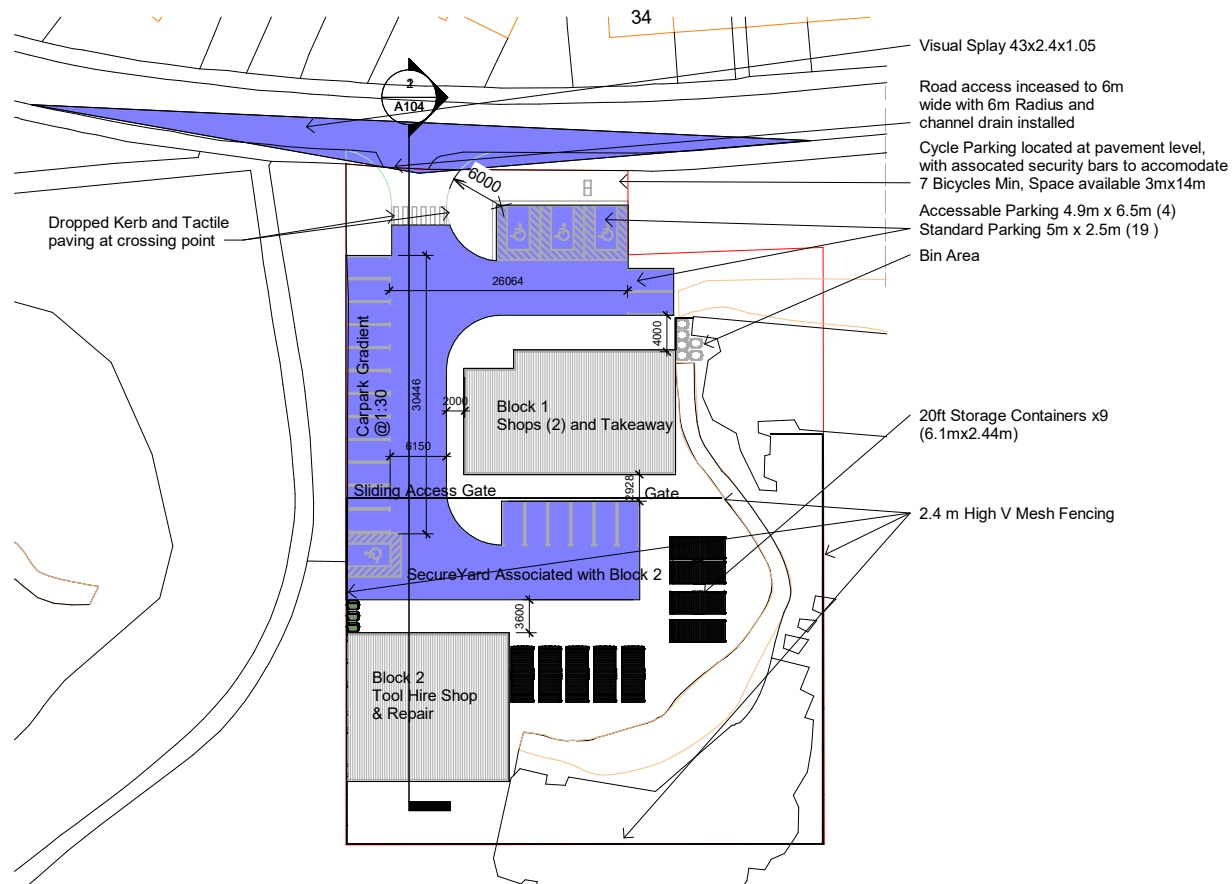 34
Visual Splay 43x2.4x1.05
A104
Road access inceased to 6m
wide with 6m Radius and
channel drain installed
Cycle Parking located at pavement level,
with assocated security bars to accomodate
7 Bicycles Min, Space available 3mx14m
6000
Accessable Parking 4.9m x 6.5m (4)
Standard Parking 5m x 2.5m (19 )
Dropped Kerb and Tactile
paving at crossing point
Bin Area
26064
4000
Carpark Gradient
@1:30
30446
2000
Block 1
Shops (2) and Takeaway
20ft Storage Containers x9
(6.1mx2.44m)
6150
2928
Sliding Access Gate
Gate
2.4 m High V Mesh Fencing
SecureYard Associated with Block 2
3600
Block 2
Tool Hire Shop
& Repair